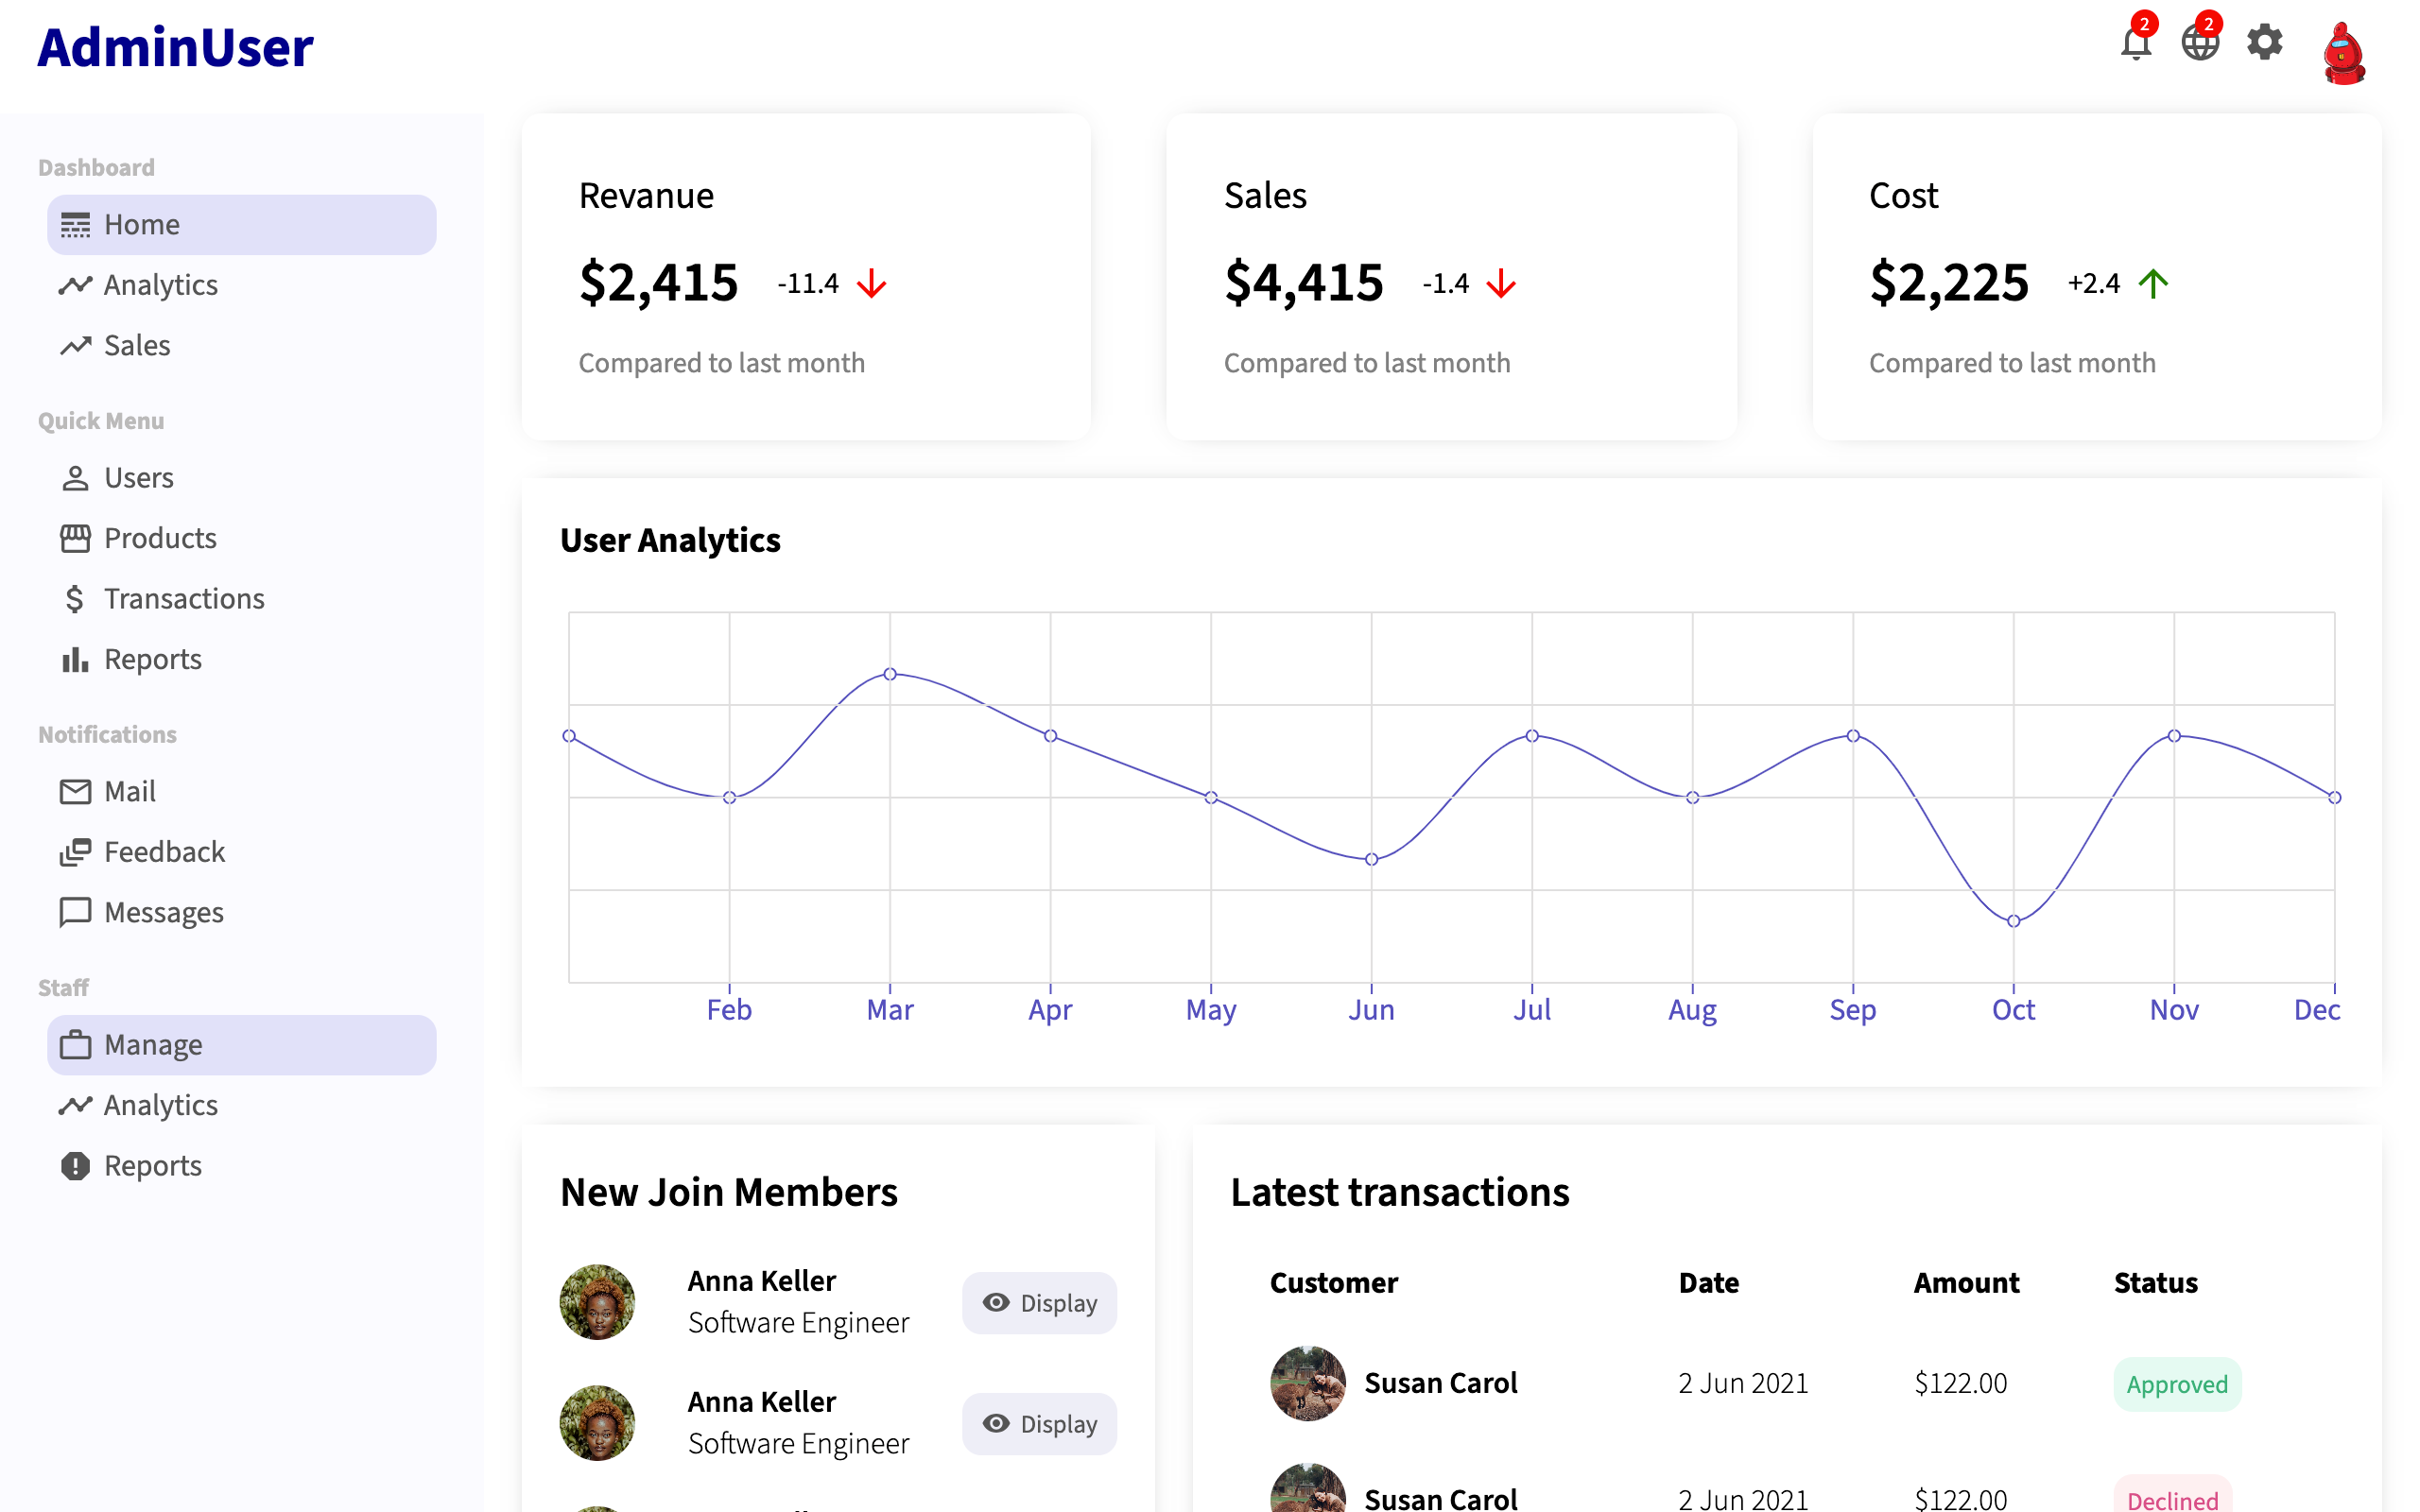 AdminUser
2
2
Dashboard
Home
Analytics
Sales
Quick Menu
Users
Products
Transactions
Reports
Notifications
Mail
Feedback
Messages
Staff
Manage
Analytics
Reports
Revanue
$2,415 -11.4
Compared to last month
Sales
$4,415 -1.4
Compared to last month
Cost
$2,225 +2.4
Compared to last month
User Analytics
Feb Mar Apr May Jun Jul Aug Sep Oct Nov Dec
New Join Members
Anna Keller
Software Engineer
Display
Anna Keller
Software Engineer
Display
Latest transactions
Customer Date Amount Status
Susan Carol 2 Jun 2021 $122.00 Approved
Susan Carol 2 Jun 2021 $122.00 Declined